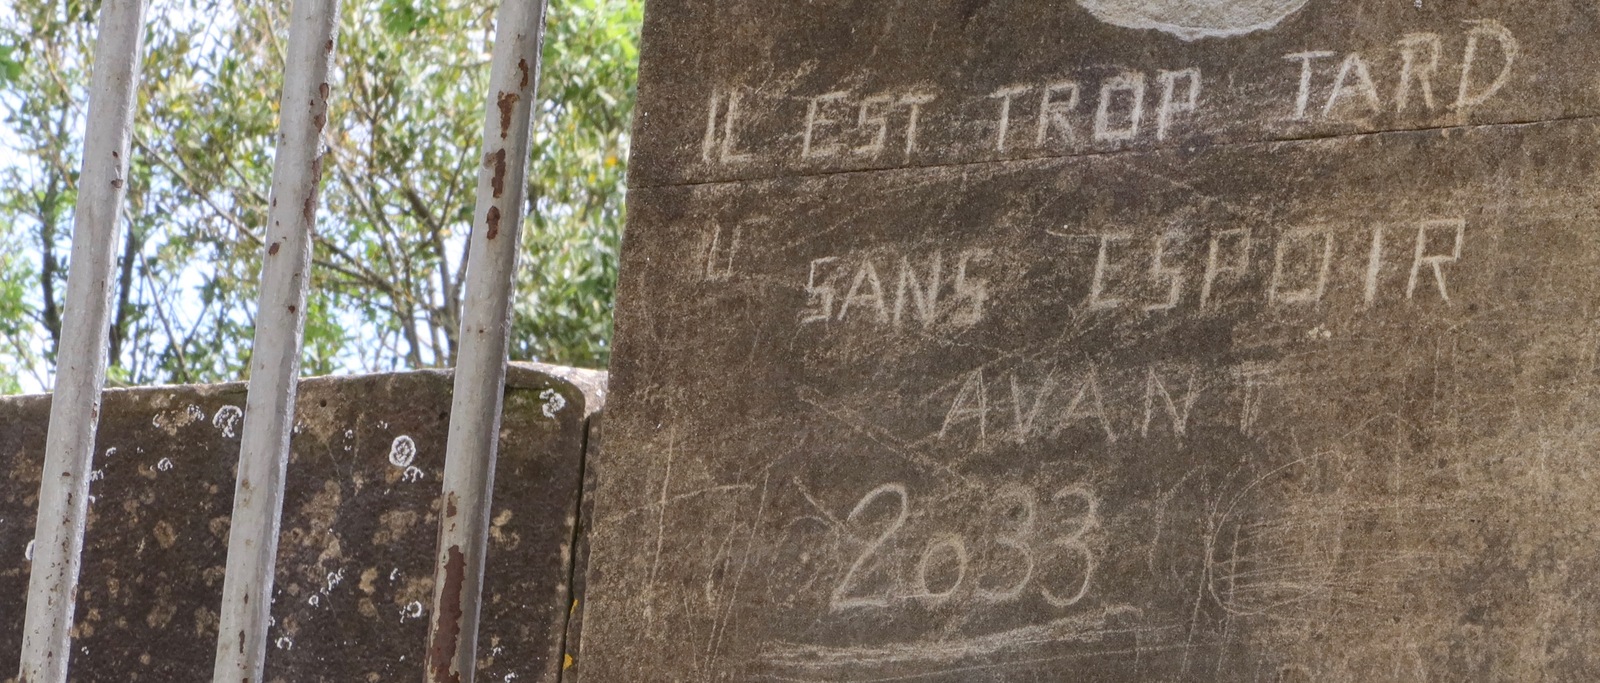 IL EST TROP TARD
SANS ESPOIR
AVANT
2033